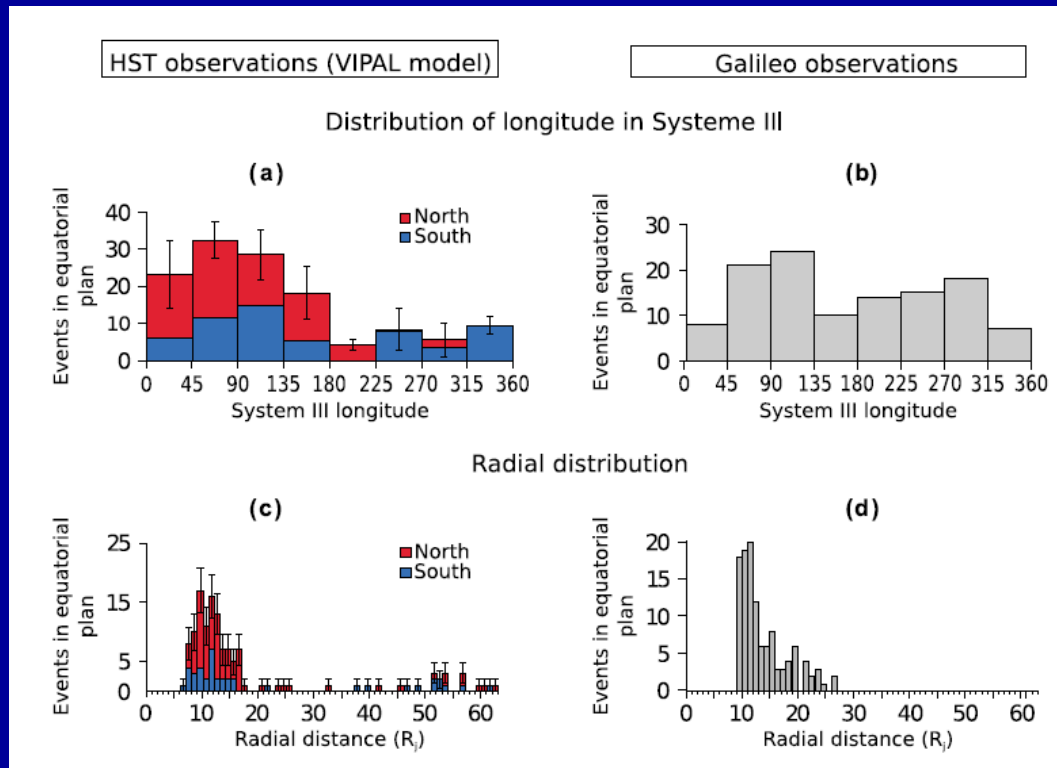 HST observations (VIPAL model)
Galileo observations
Distribution of longitude in Systeme III
(a)
Events in equatorial
plan
40
30
20
10
0
North
South
0 45 90 135 180 225 270 315 360
System III longitude
(b)
Events in equatorial
plan
30
20
10
0
0 45 90 135 180 225 270 315 360
System III longitude
Radial distribution
(c)
Events in equatorial
plan
25
15
5
0
North
South
0 10 20 30 40 50 60
Radial distance (Rj)
(d)
Events in equatorial
plan
20
15
10
5
0
0 10 20 30 40 50 60
Radial distance (Rj)